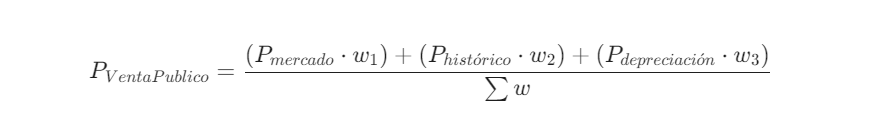 P_{VentaPublico} = \frac{(P_{mercado} \cdot w_1) + (P_{histórico} \cdot w_2) + (P_{depreciación} \cdot w_3)}{\sum w}